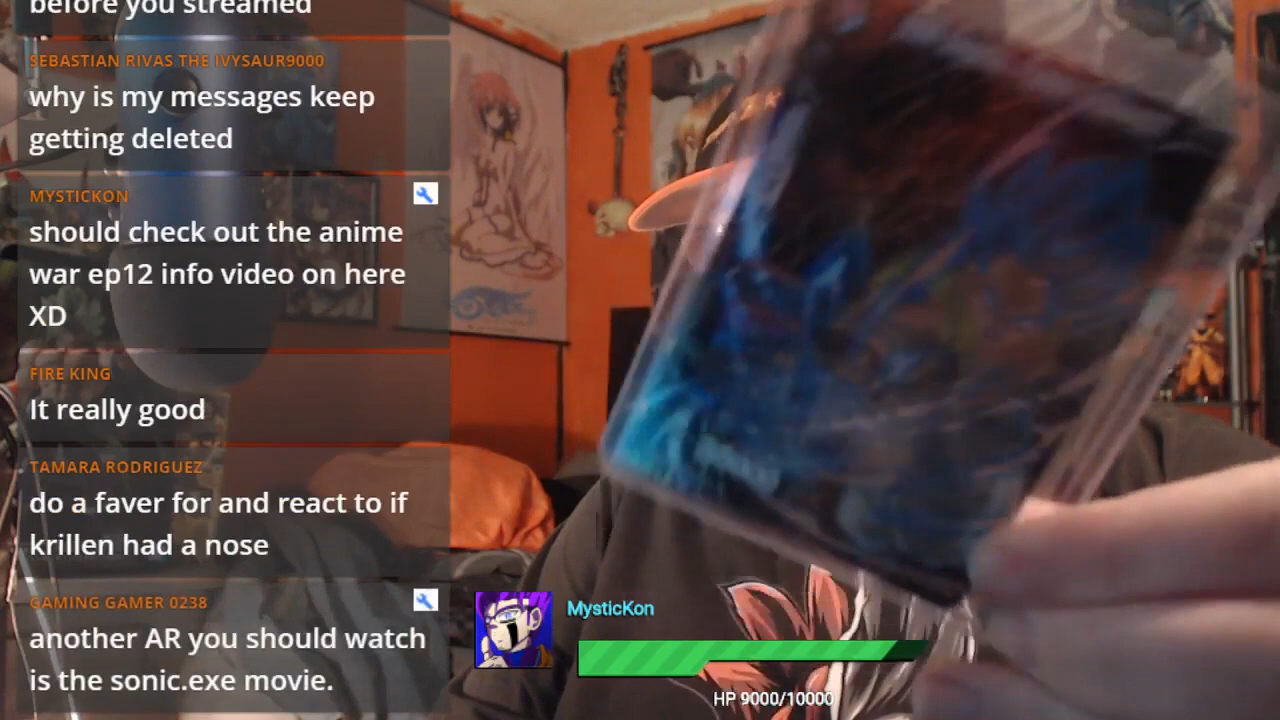 before you streamed
SEBASTIAN RIVAS THE IVYSAUR9000
why is my messages keep
getting deleted
MYSTICKON
should check out the anime
war ep12 info video on here
XD
FIRE KING
It really good
TAMARA RODRIGUEZ
do a faver for and react to if
krillen had a nose
GAMING GAMER 0238
another AR you should watch
is the sonic.exe movie.
MysticKon
HP 9000/10000